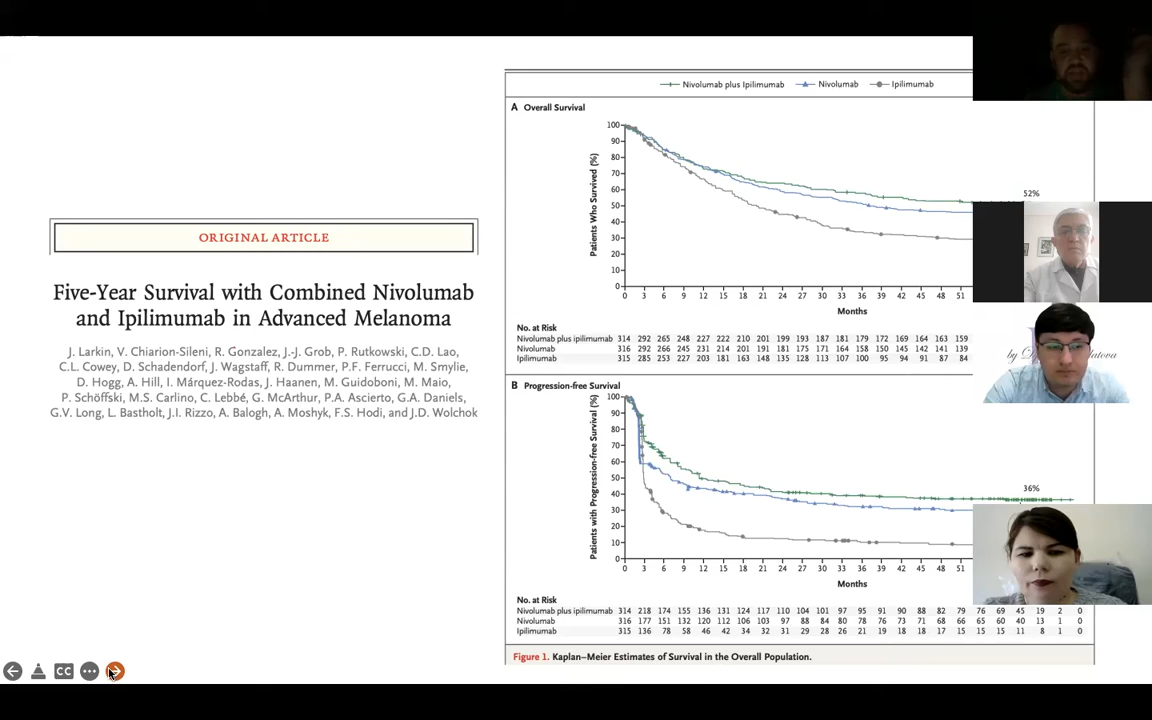 ORIGINAL ARTICLE
Five-Year Survival with Combined Nivolumab
and Ipilimumab in Advanced Melanoma
J. Larkin, V. Chiarion-Sileni, R. Gonzalez, J.-J. Grob, P. Rutkowski, C.D. Lao,
C.L. Cowey, D. Schadendorf, J. Wagstaff, R. Dummer, P.F. Ferrucci, M. Smylie,
D. Hogg, A. Hill, I. Márquez-Rodas, J. Haanen, M. Guidoboni, M. Maio,
P. Schöffski, M.S. Carlino, C. Lebbé, G. McArthur, P.A. Ascierto, G.A. Daniels,
G.V. Long, L. Bastholt, J.I. Rizzo, A. Balogh, A. Moshyk, F.S. Hodi, and J.D. Wolchok
Nivolumab plus Ipilimumab Nivolumab Ipilimumab
A Overall Survival
Patients Who Survived (%)
100
90
80
70
60
50
40
30
20
10
0
52%
0 3 6 9 12 15 18 21 24 27 30 33 36 39 42 45 48 51
Months
No. at Risk
Nivolumab plus ipilimumab 314 292 265 248 227 222 210 201 199 193 187 181 179 172 169 164 163 159
Nivolumab 316 292 266 245 231 214 201 191 181 175 171 164 158 150 145 142 141 139
Ipilimumab 315 285 253 227 203 181 163 148 135 128 113 107 100 95 94 91 87 84
B Progression-free Survival
Patients with Progression-free Survival (%)
100
90
80
70
60
50
40
30
20
10
0
36%
0 3 6 9 12 15 18 21 24 27 30 33 36 39 42 45 48 51
Months
No. at Risk
Nivolumab plus ipilimumab 314 218 174 155 136 131 124 117 110 104 101 97 95 91 90 88 82 79 76 69 45 19 2 0
Nivolumab 316 177 151 132 120 112 106 103 97 88 84 80 78 76 73 71 68 66 65 60 40 13 1 0
Ipilimumab 315 136 78 58 46 42 34 32 31 29 28 26 21 19 18 18 17 15 15 15 11 8 1 0
Figure 1. Kaplan–Meier Estimates of Survival in the Overall Population.
by D
atova
CC